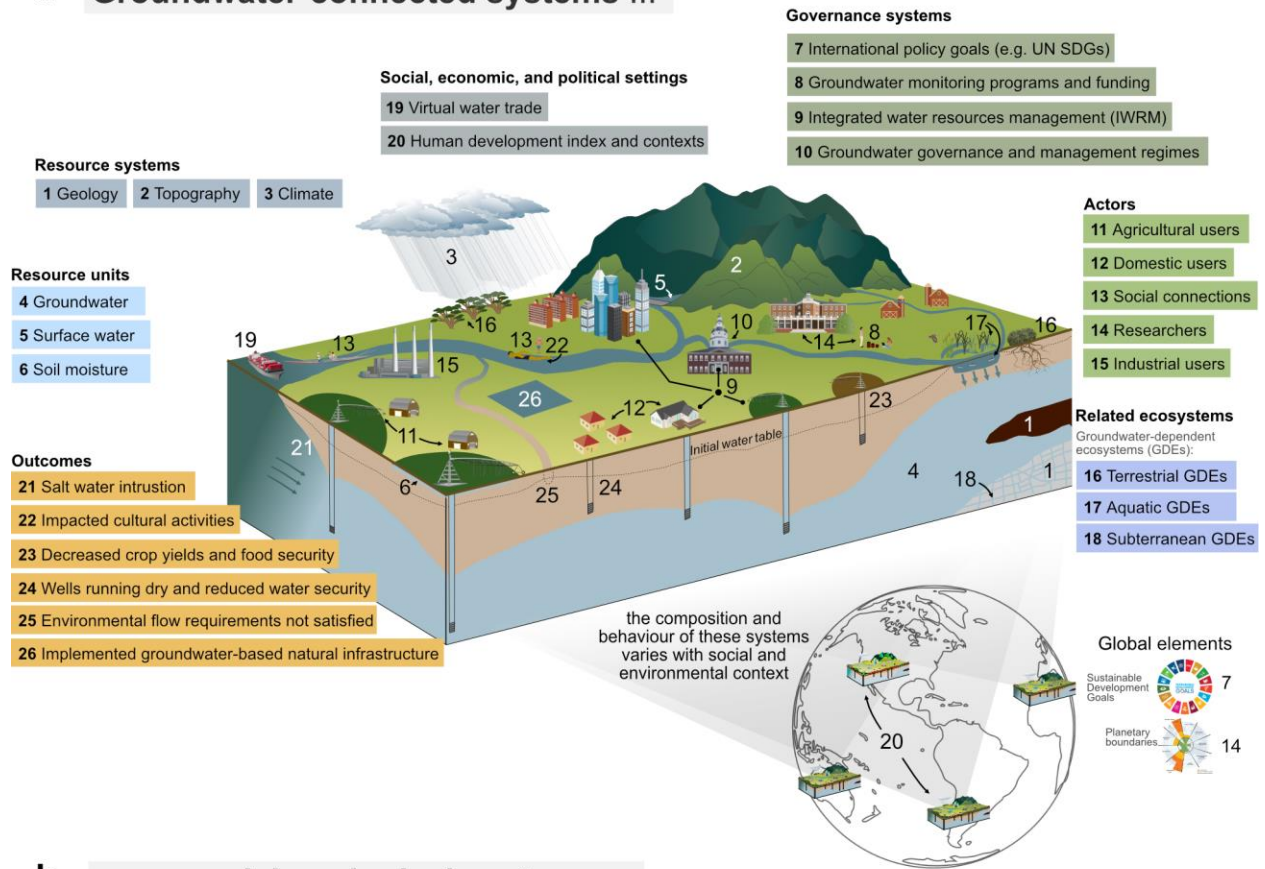 Groundwater-connected systems ...
Governance systems
7 International policy goals (e.g. UN SDGs)
8 Groundwater monitoring programs and funding
9 Integrated water resources management (IWRM)
10 Groundwater governance and management regimes
Social, economic, and political settings
19 Virtual water trade
20 Human development index and contexts
Resource systems
1 Geology
2 Topography
3 Climate
Actors
11 Agricultural users
12 Domestic users
13 Social connections
14 Researchers
15 Industrial users
Resource units
4 Groundwater
5 Surface water
6 Soil moisture
Related ecosystems
Groundwater-dependent
ecosystems (GDEs):
16 Terrestrial GDEs
17 Aquatic GDEs
18 Subterranean GDEs
Outcomes
21 Salt water intrustion
22 Impacted cultural activities
23 Decreased crop yields and food security
24 Wells running dry and reduced water security
25 Environmental flow requirements not satisfied
26 Implemented groundwater-based natural infrastructure
3
2
5
16
19
13
15
13
22
10
14
8
17
16
9
26
12
23
11
21
Initial water table
1
4
1
18
6
25
24
the composition and
behaviour of these systems
varies with social and
environmental context
20
Global elements
Sustainable
Development
Goals
7
Planetary
boundaries
14